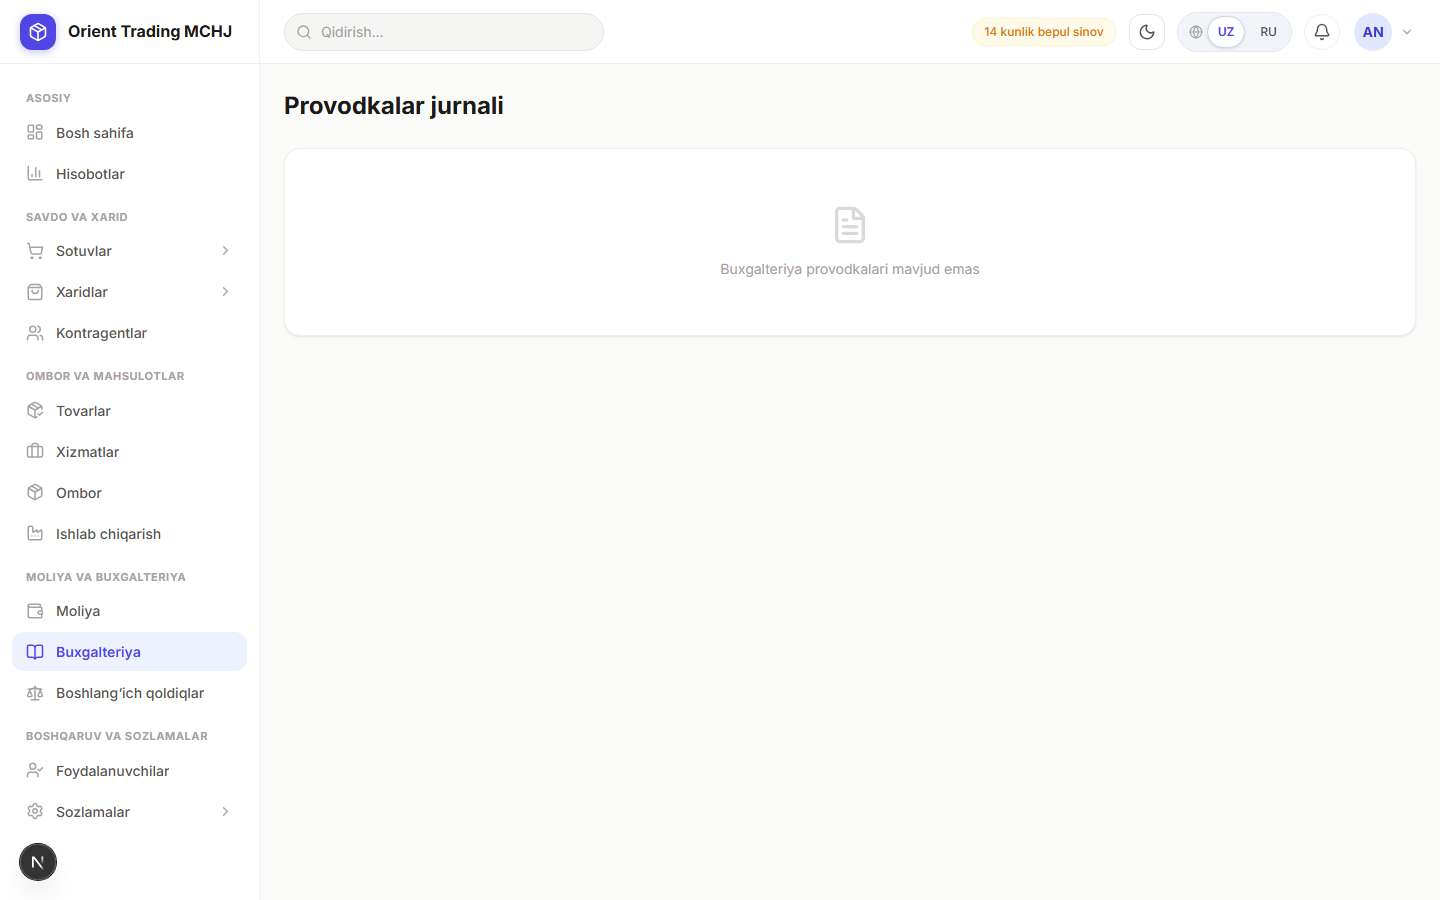 Orient Trading MCHJ
Qidirish...
14 kunlik bepul sinov
UZ
RU
AN
ASOSIY
Bosh sahifa
Hisobotlar
SAVDO VA XARID
Sotuvlar
Xaridlar
Kontragentlar
OMBOR VA MAHSULOTLAR
Tovarlar
Xizmatlar
Ombor
Ishlab chiqarish
MOLIYA VA BUXGALTERIYA
Moliya
Buxgalteriya
Boshlang‘ich qoldiqlar
BOSHQARUV VA SOZLAMALAR
Foydalanuvchilar
Sozlamalar
N
Provodkalar jurnali
Buxgalteriya provodkalari mavjud emas